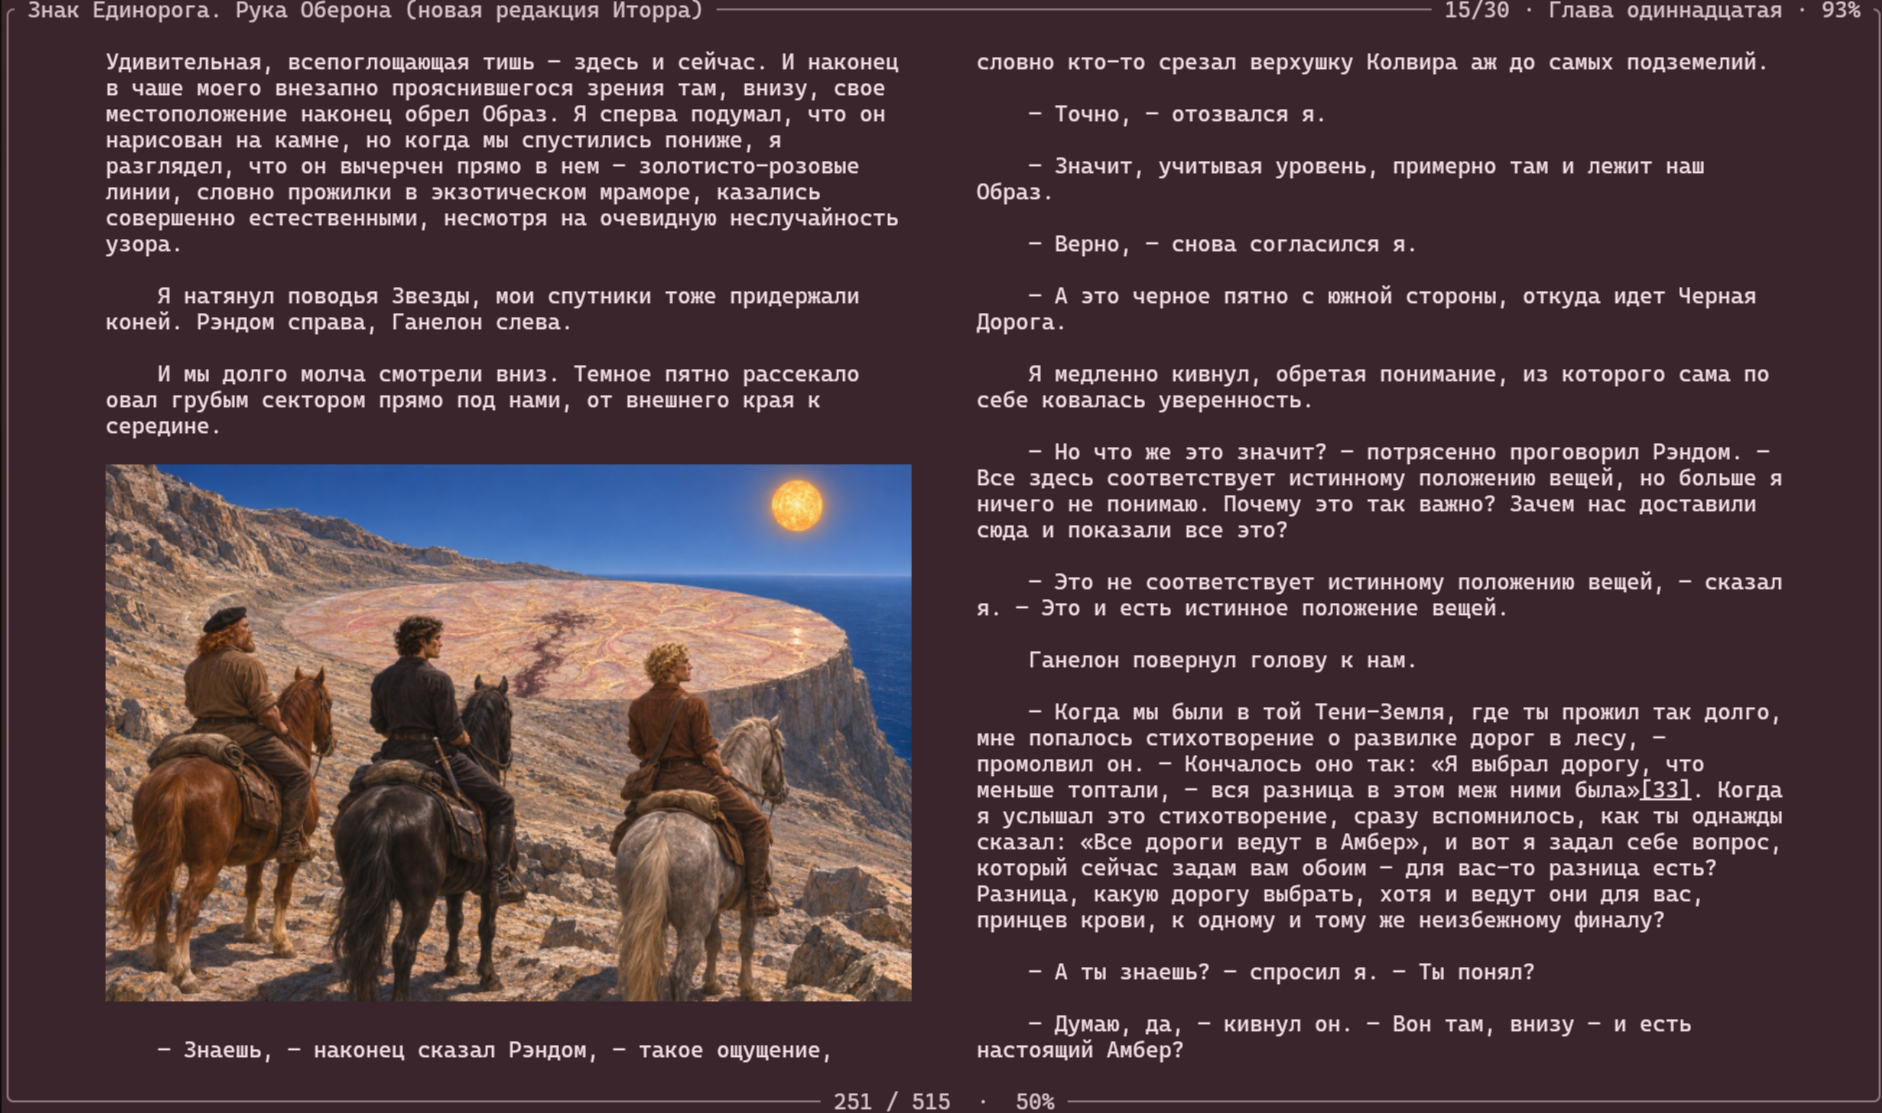 Знак Единорога. Рука Оберона (новая редакция Иторра)
15/30 · Глава одиннадцатая · 93%
Удивительная, всепоглощающая тишь — здесь и сейчас. И наконец
в чаше моего внезапно прояснившегося зрения там, внизу, свое
местоположение наконец обрел Образ. Я сперва подумал, что он
нарисован на камне, но когда мы спустились пониже, я
разглядел, что он вычерчен прямо в нем — золотисто-розовые
линии, словно прожилки в экзотическом мраморе, казались
совершенно естественными, несмотря на очевидную неслучайность
узора.
Я натянул поводья Звезды, мои спутники тоже придержали
коней. Рэндом справа, Ганелон слева.
И мы долго молча смотрели вниз. Темное пятно рассекало
овал грубым сектором прямо под нами, от внешнего края к
середине.
— Знаешь, — наконец сказал Рэндом, — такое ощущение,
словно кто-то срезал верхушку Колвира аж до самых подземелий.
— Точно, — отозвался я.
— Значит, учитывая уровень, примерно там и лежит наш
Образ.
— Верно, — снова согласился я.
— А это черное пятно с южной стороны, откуда идет Черная
Дорога.
Я медленно кивнул, обретая понимание, из которого сама по
себе ковалась уверенность.
— Но что же это значит? — потрясенно проговорил Рэндом. —
Все здесь соответствует истинному положению вещей, но больше я
ничего не понимаю. Почему это так важно? Зачем нас доставили
сюда и показали все это?
— Это не соответствует истинному положению вещей, — сказал
я. — Это и есть истинное положение вещей.
Ганелон повернул голову к нам.
— Когда мы были в той Тени-Земля, где ты прожил так долго,
мне попалось стихотворение о развилке дорог в лесу, —
промолвил он. — Кончалось оно так: «Я выбрал дорогу, что
меньше топтали, — вся разница в этом меж ними была»[33]. Когда
я услышал это стихотворение, сразу вспомнилось, как ты однажды
сказал: «Все дороги ведут в Амбер», и вот я задал себе вопрос,
который сейчас задам вам обоим — для вас-то разница есть?
Разница, какую дорогу выбрать, хотя и ведут они для вас,
принцев крови, к одному и тому же неизбежному финалу?
— А ты знаешь? — спросил я. — Ты понял?
— Думаю, да, — кивнул он. — Вон там, внизу — и есть
настоящий Амбер?
251 / 515 · 50%